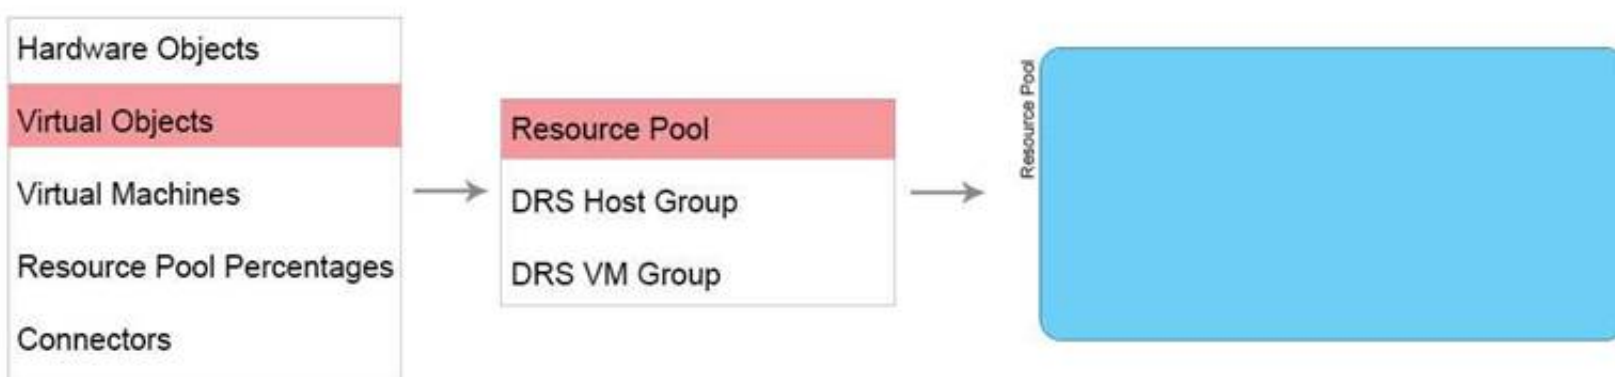 Hardware Objects
Virtual Objects
Virtual Machines
Resource Pool Percentages
Connectors
Resource Pool
DRS Host Group
DRS VM Group
Resource Pool